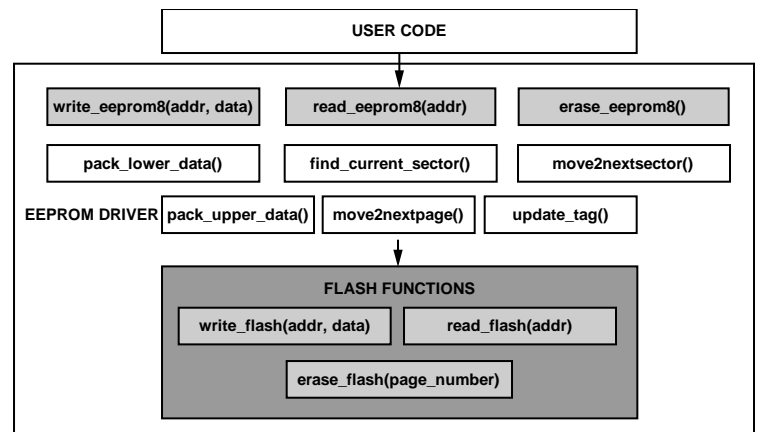 USER CODE
write_eeprom8(addr, data) read_eeprom8(addr) erase_eeprom8()
pack_lower_data() find_current_sector() move2nextsector()
EEPROM DRIVER pack_upper_data() move2nextpage() update_tag()
FLASH FUNCTIONS
write_flash(addr, data) read_flash(addr)
erase_flash(page_number)